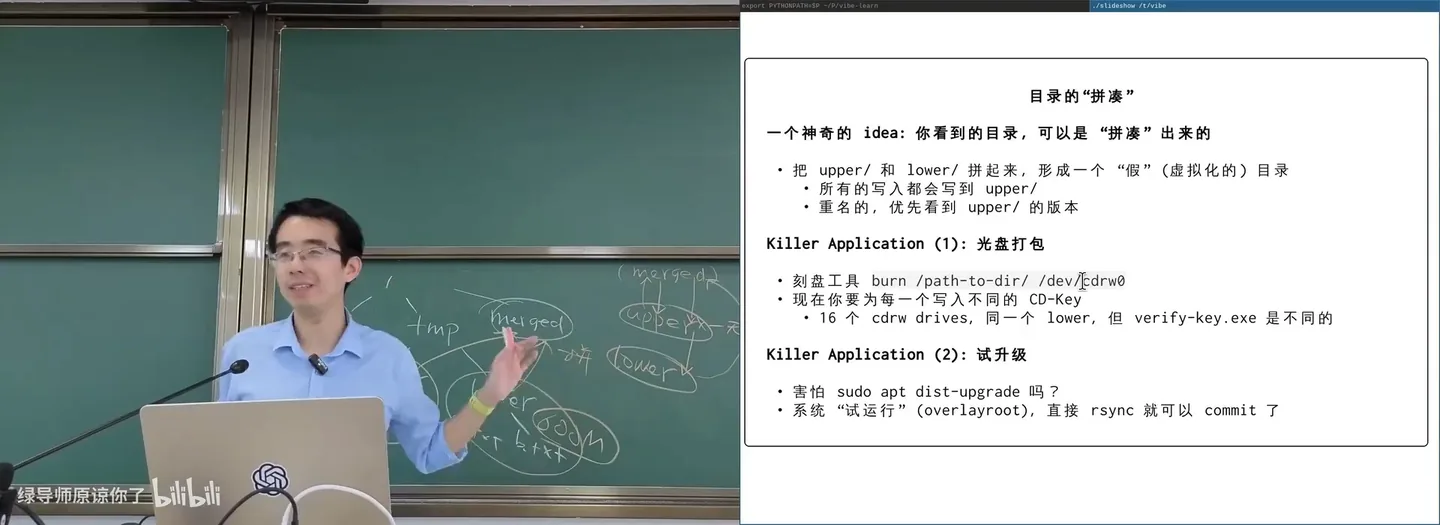 export PYTHONPATH=$P ~/P/vibe-learn
./slideshow /t/vibe
目录的“拼凑”
一个神奇的 idea: 你看到的目录, 可以是 “拼凑” 出来的
• 把 upper/ 和 lower/ 拼起来, 形成一个 “假” (虚拟化的) 目录
• 所有的写入都会写到 upper/
• 重名的, 优先看到 upper/ 的版本
Killer Application (1): 光盘打包
• 刻盘工具 burn /path-to-dir/ /dev/cdrw0
• 现在你要为每一个写入不同的 CD-Key
• 16 个 cdrw drives, 同一个 lower, 但 verify-key.exe 是不同的
Killer Application (2): 试升级
• 害怕 sudo apt dist-upgrade 吗？
• 系统 “试运行” (overlayroot), 直接 rsync 就可以 commit 了
(merged)
tmp
merged
upper
lower
600M
b.txt
绿导师原谅你了
bilibili